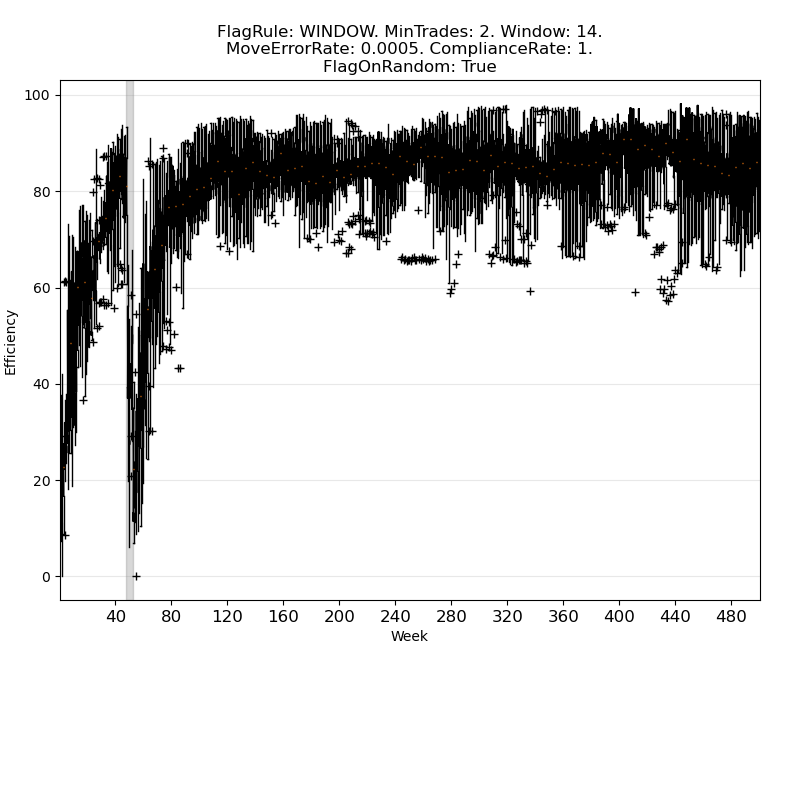 FlagRule: WINDOW. MinTrades: 2. Window: 14.
MoveErrorRate: 0.0005. ComplianceRate: 1.
FlagOnRandom: True
100
80
60
40
20
0
Efficiency
40 80 120 160 200 240 280 320 360 400 440 480
Week